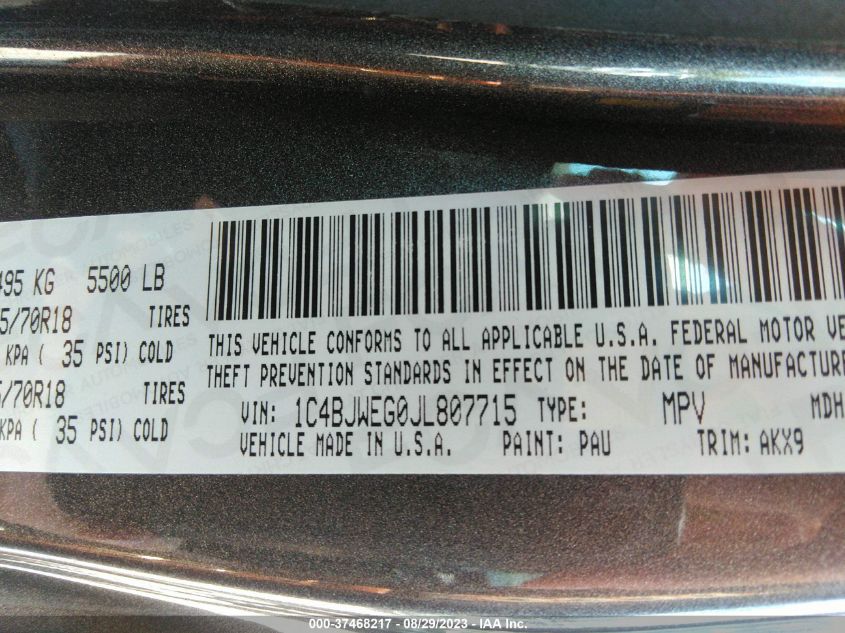 495 KG 5500 LB
5/70R18 TIRES
KPA ( 35 PSI) COLD
5/70R18 TIRES
KPA ( 35 PSI) COLD
THIS VEHICLE CONFORMS TO ALL APPLICABLE U.S.A. FEDERAL MOTOR VE
THEFT PREVENTION STANDARDS IN EFFECT ON THE DATE OF MANUFACTURE
VIN: 1C4BJWEG0JL807715 TYPE: MPV MDH
VEHICLE MADE IN U.S.A. PAINT: PAU TRIM: AKX9
000-37468217 - 08/29/2023 - IAA Inc.